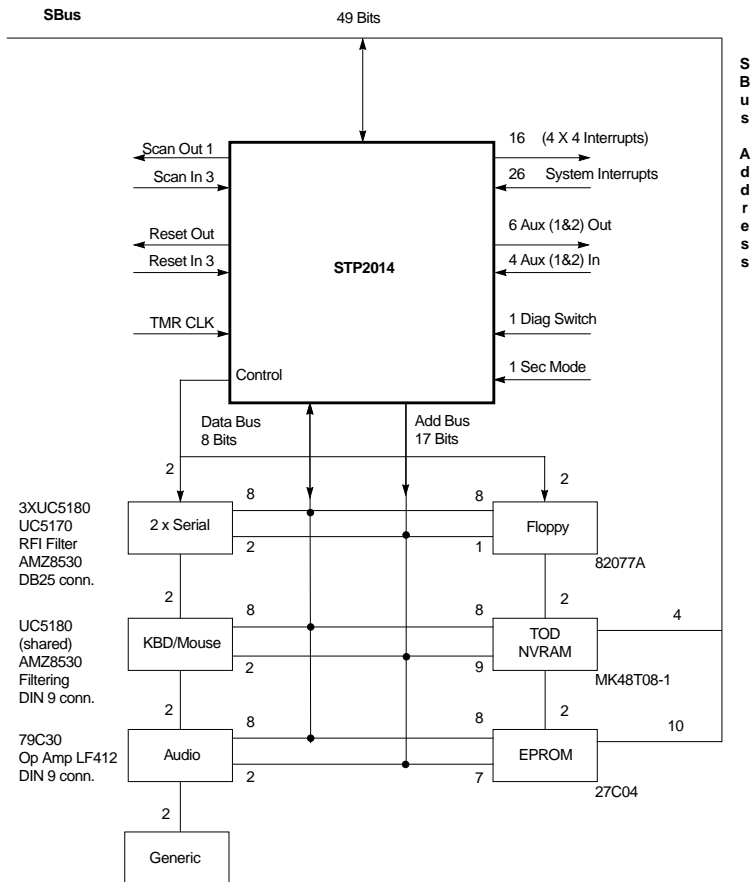 SBus
49 Bits
SBus Address
Scan Out 1
Scan In 3
Reset Out
Reset In 3
TMR CLK
Control
STP2014
16 (4 X 4 Interrupts)
26 System Interrupts
6 Aux (1&2) Out
4 Aux (1&2) In
1 Diag Switch
1 Sec Mode
Data Bus
8 Bits
Add Bus
17 Bits
2
2
3XUC5180
UC5170
RFI Filter
AMZ8530
DB25 conn.
2 x Serial
8
2
8
1
Floppy
82077A
2
2
UC5180
(shared)
AMZ8530
Filtering
DIN 9 conn.
KBD/Mouse
8
2
8
9
TOD
NVRAM
4
MK48T08-1
2
2
79C30
Op Amp LF412
DIN 9 conn.
Audio
8
2
8
7
EPROM
10
27C04
2
Generic